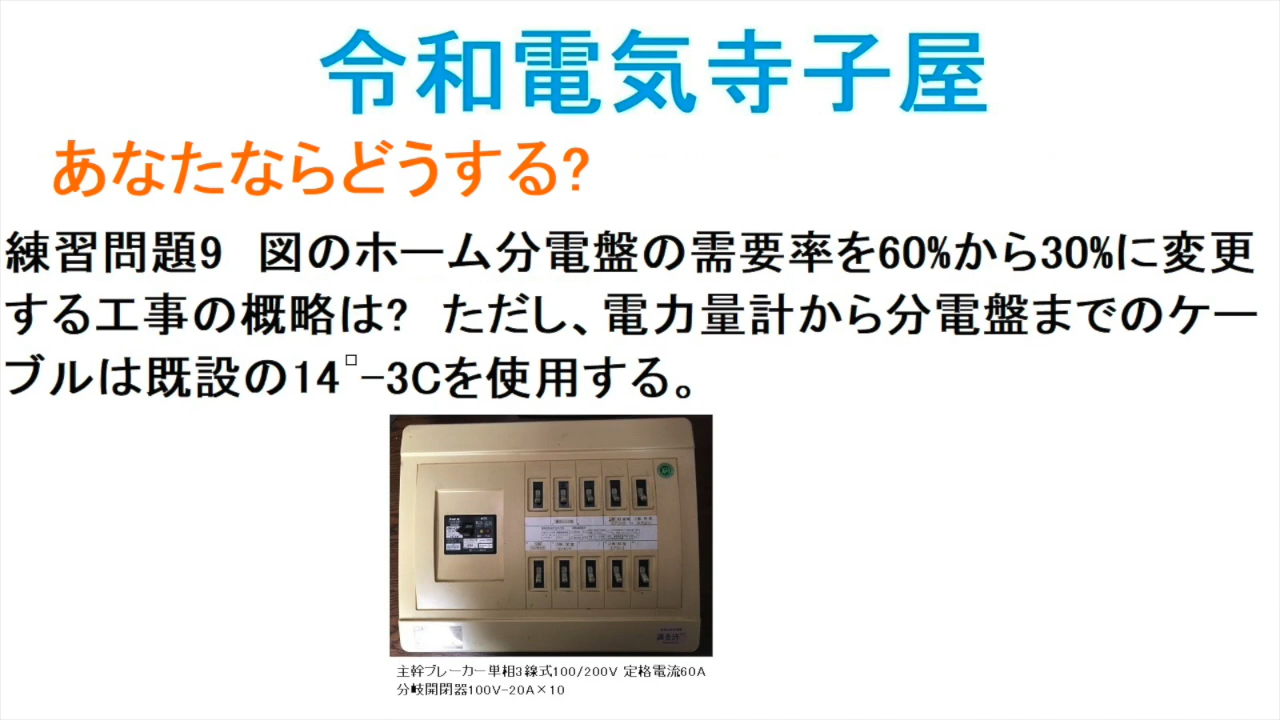 令和電気寺子屋
あなたならどうする?
練習問題9　図のホーム分電盤の需要率を60%から30%に変更
する工事の概略は?　ただし、電力量計から分電盤までのケー
ブルは既設の14□-3Cを使用する。
主幹ブレーカー単相3線式100/200V 定格電流60A
分岐開閉器100V-20A×10